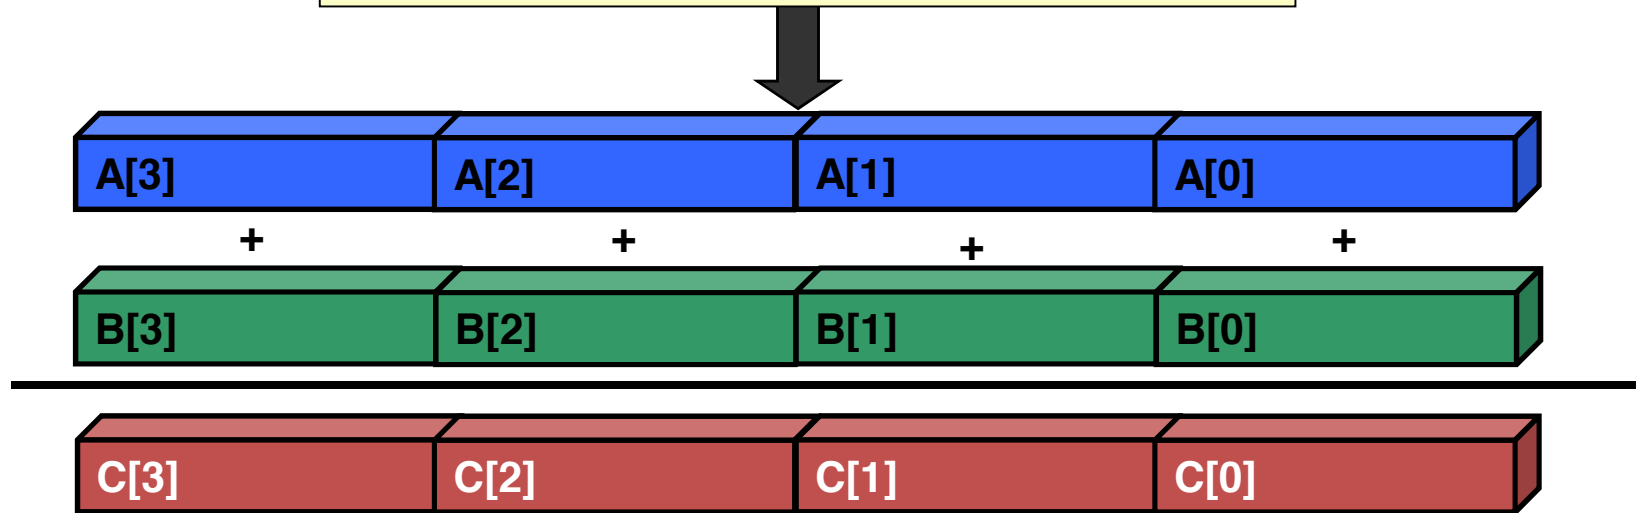 A[3] A[2] A[1] A[0]
+ + + +
B[3] B[2] B[1] B[0]
C[3] C[2] C[1] C[0]